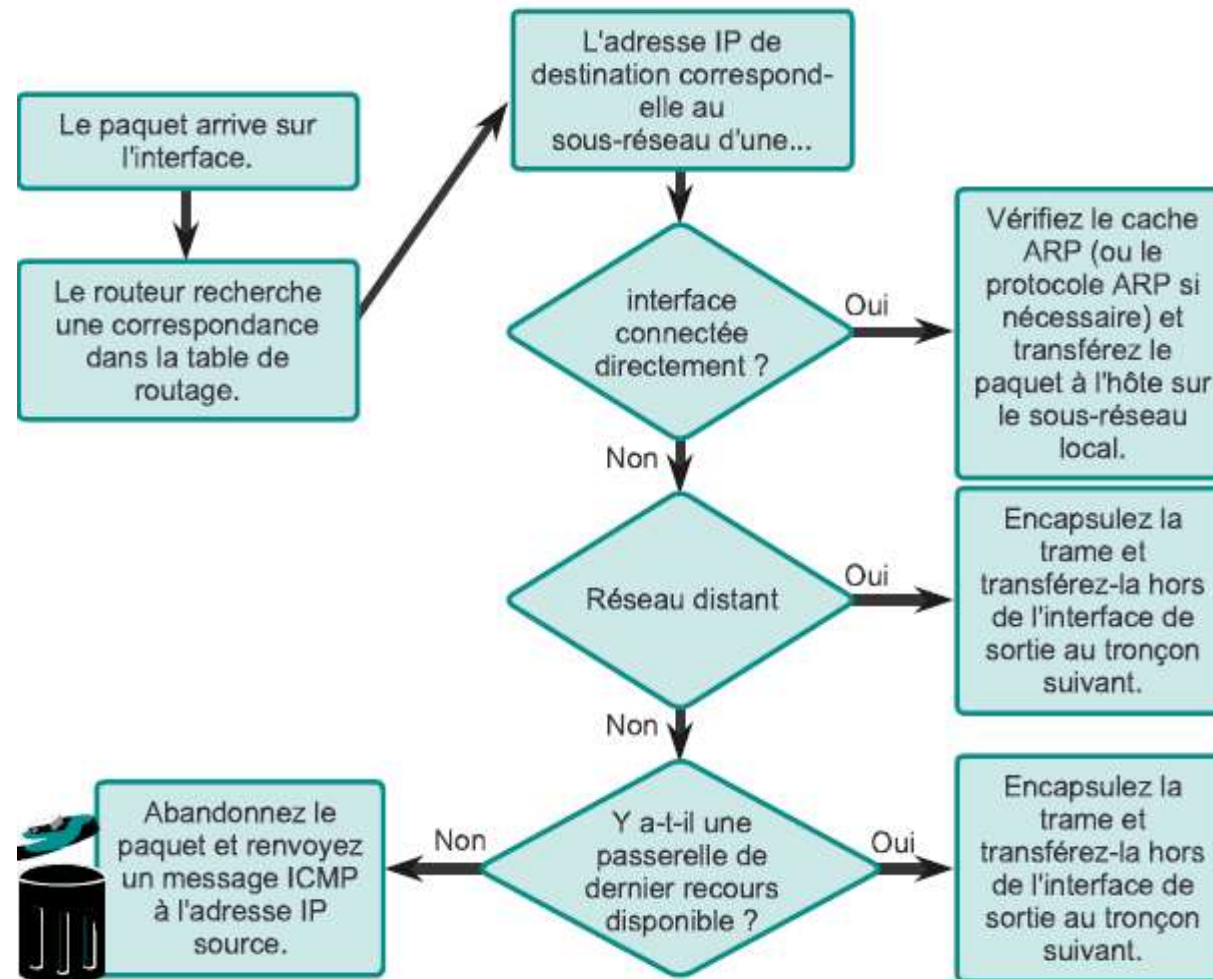 Le paquet arrive sur
l'interface.
Le routeur recherche
une correspondance
dans la table de
routage.
L'adresse IP de
destination correspond-
elle au
sous-réseau d'une...
interface
connectée
directement ?
Oui
Vérifiez le cache
ARP (ou le
protocole ARP si
nécessaire) et
transférez le
paquet à l'hôte sur
le sous-réseau
local.
Non
Réseau distant
Oui
Encapsulez la
trame et
transférez-la hors
de l'interface de
sortie au tronçon
suivant.
Non
Y a-t-il une
passerelle de
dernier recours
disponible ?
Oui
Encapsulez la
trame et
transférez-la hors
de l'interface de
sortie au tronçon
suivant.
Non
Abandonnez le
paquet et renvoyez
un message ICMP
à l'adresse IP
source.